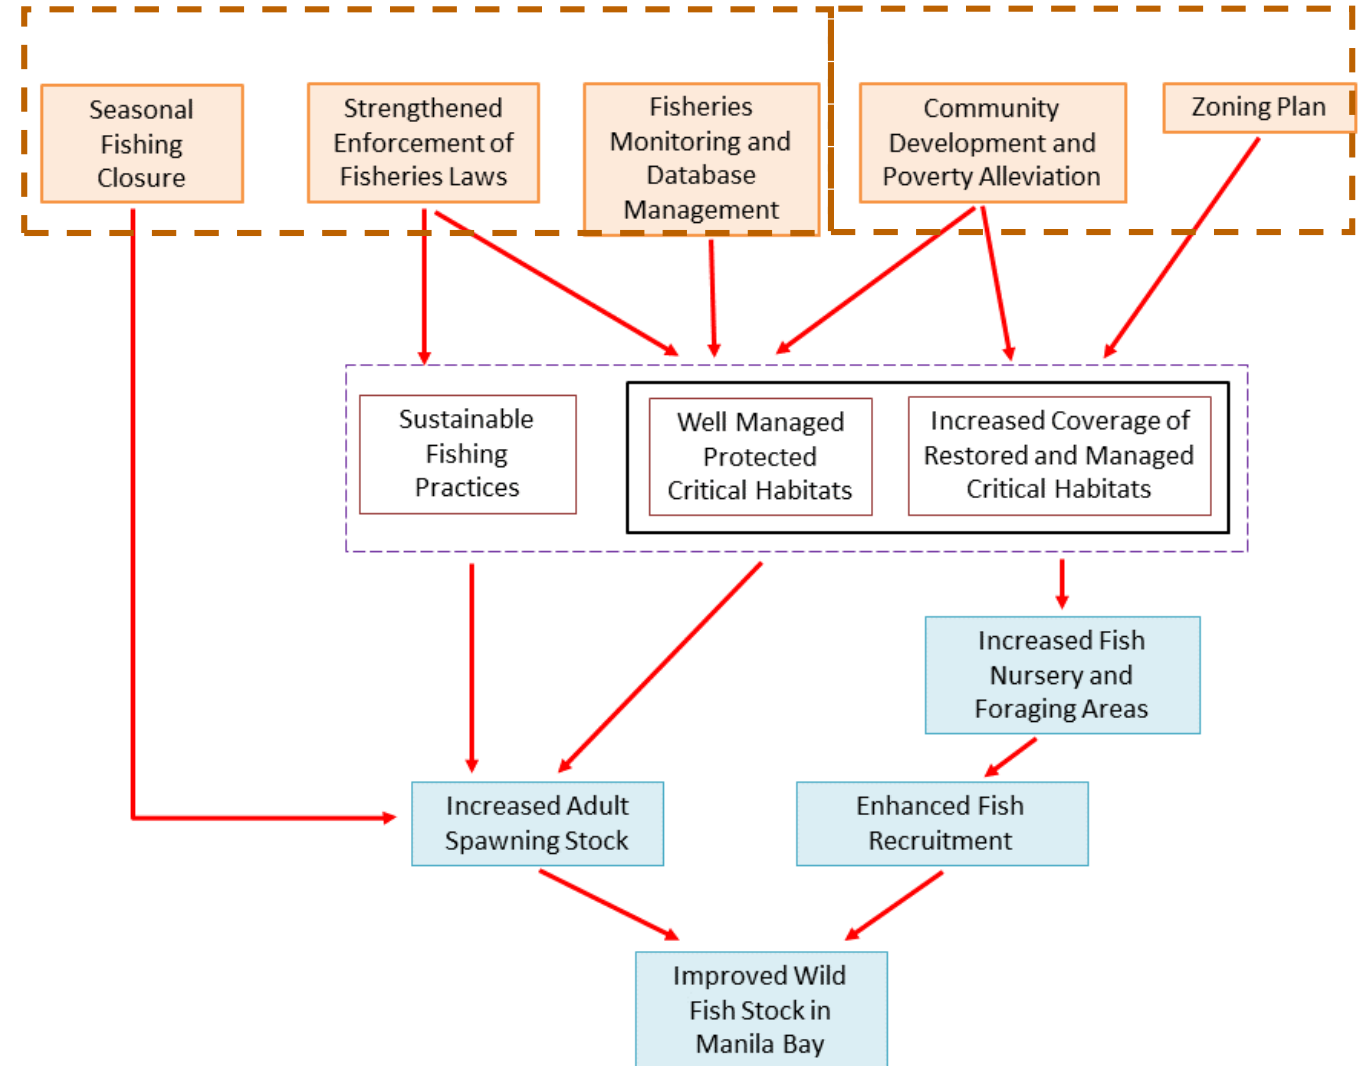 Seasonal
Fishing
Closure
Strengthened
Enforcement of
Fisheries Laws
Fisheries
Monitoring and
Database
Management
Community
Development and
Poverty Alleviation
Zoning Plan
Sustainable
Fishing
Practices
Well Managed
Protected
Critical Habitats
Increased Coverage of
Restored and Managed
Critical Habitats
Increased Fish
Nursery and
Foraging Areas
Increased Adult
Spawning Stock
Enhanced Fish
Recruitment
Improved Wild
Fish Stock in
Manila Bay